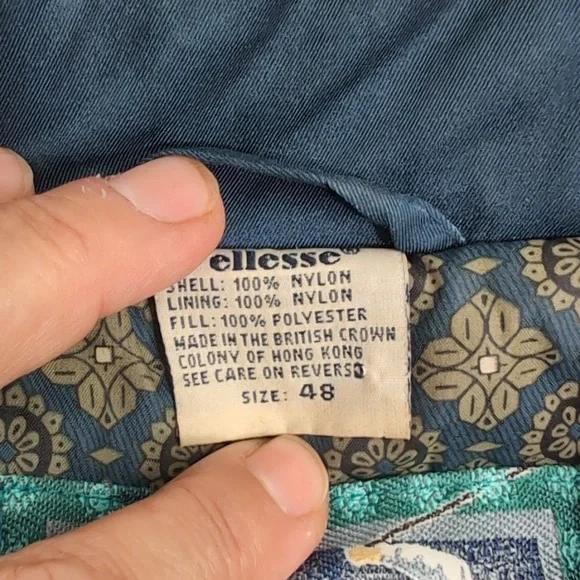 ellesse®
SHELL: 100% NYLON
LINING: 100% NYLON
FILL: 100% POLYESTER
MADE IN THE BRITISH CROWN
COLONY OF HONG KONG
SEE CARE ON REVERSE
SIZE: 48